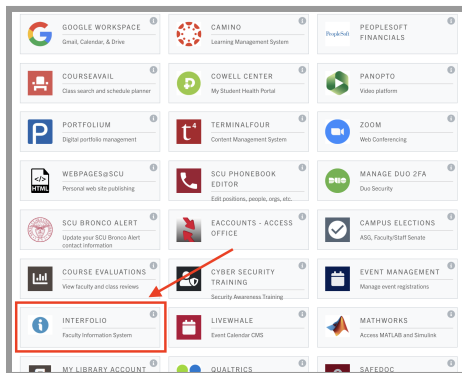 GOOGLE WORKSPACE
Gmail, Calendar, & Drive
CAMINO
Learning Management System
PeopleSoft
PEOPLESOFT
FINANCIALS
COURSEAVAIL
Class search and schedule planner
COWELL CENTER
My Student Health Portal
PANOPTO
Video platform
PORTFOLIUM
Digital portfolio management
t4
TERMINALFOUR
Content Management System
ZOOM
Web Conferencing
</>
HTML
WEBPAGES@SCU
Personal web site publishing
SCU PHONEBOOK
EDITOR
Edit positions, people, orgs, etc.
DUO
MANAGE DUO 2FA
Duo Security
SCU BRONCO ALERT
Update your SCU Bronco Alert
contact information
EACCOUNTS - ACCESS
OFFICE
CAMPUS ELECTIONS
ASG, Faculty/Staff Senate
COURSE EVALUATIONS
View faculty and class reviews
CYBER SECURITY
TRAINING
Security Awareness Training
EVENT MANAGEMENT
Manage event registrations
INTERFOLIO
Faculty Information System
LIVEWHALE
Event Calendar CMS
MATHWORKS
Access MATLAB and Simulink
MY LIBRARY ACCOUNT
QUALTRICS
SAFEDOC